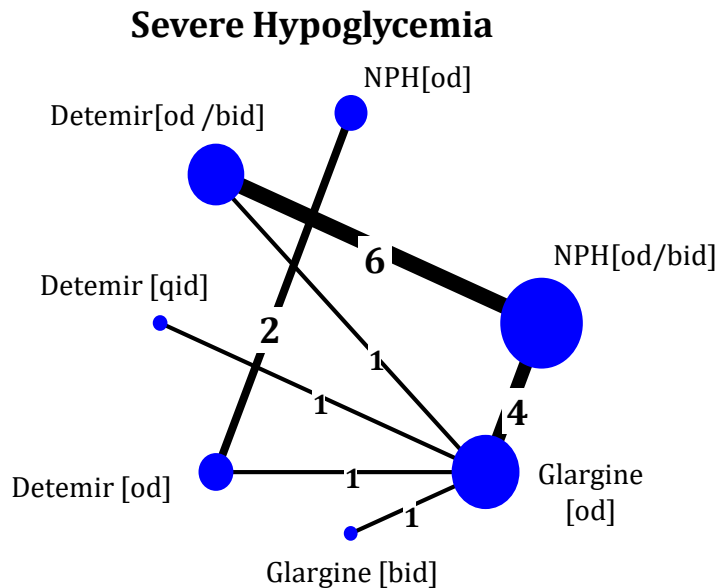 Severe Hypoglycemia
NPH[od]
Detemir[od /bid]
NPH[od/bid]
6
Detemir [qid]
2
1
1
4
Detemir [od]
1
Glargine
[od]
1
Glargine [bid]